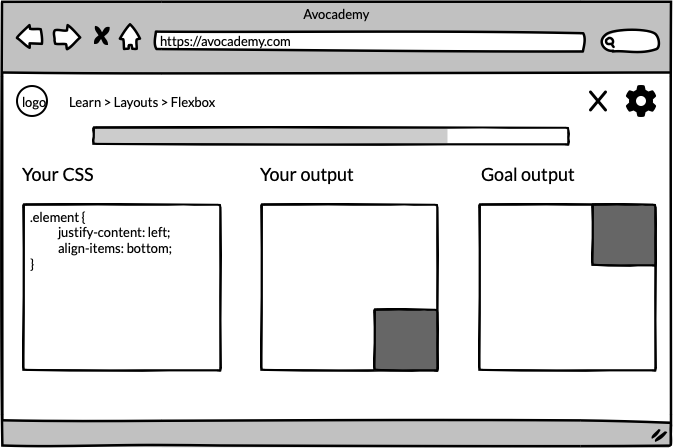 Avocademy
https://avocademy.com
logo
Learn > Layouts > Flexbox
Your CSS
Your output
Goal output
.element {
justify-content: left;
align-items: bottom;
}